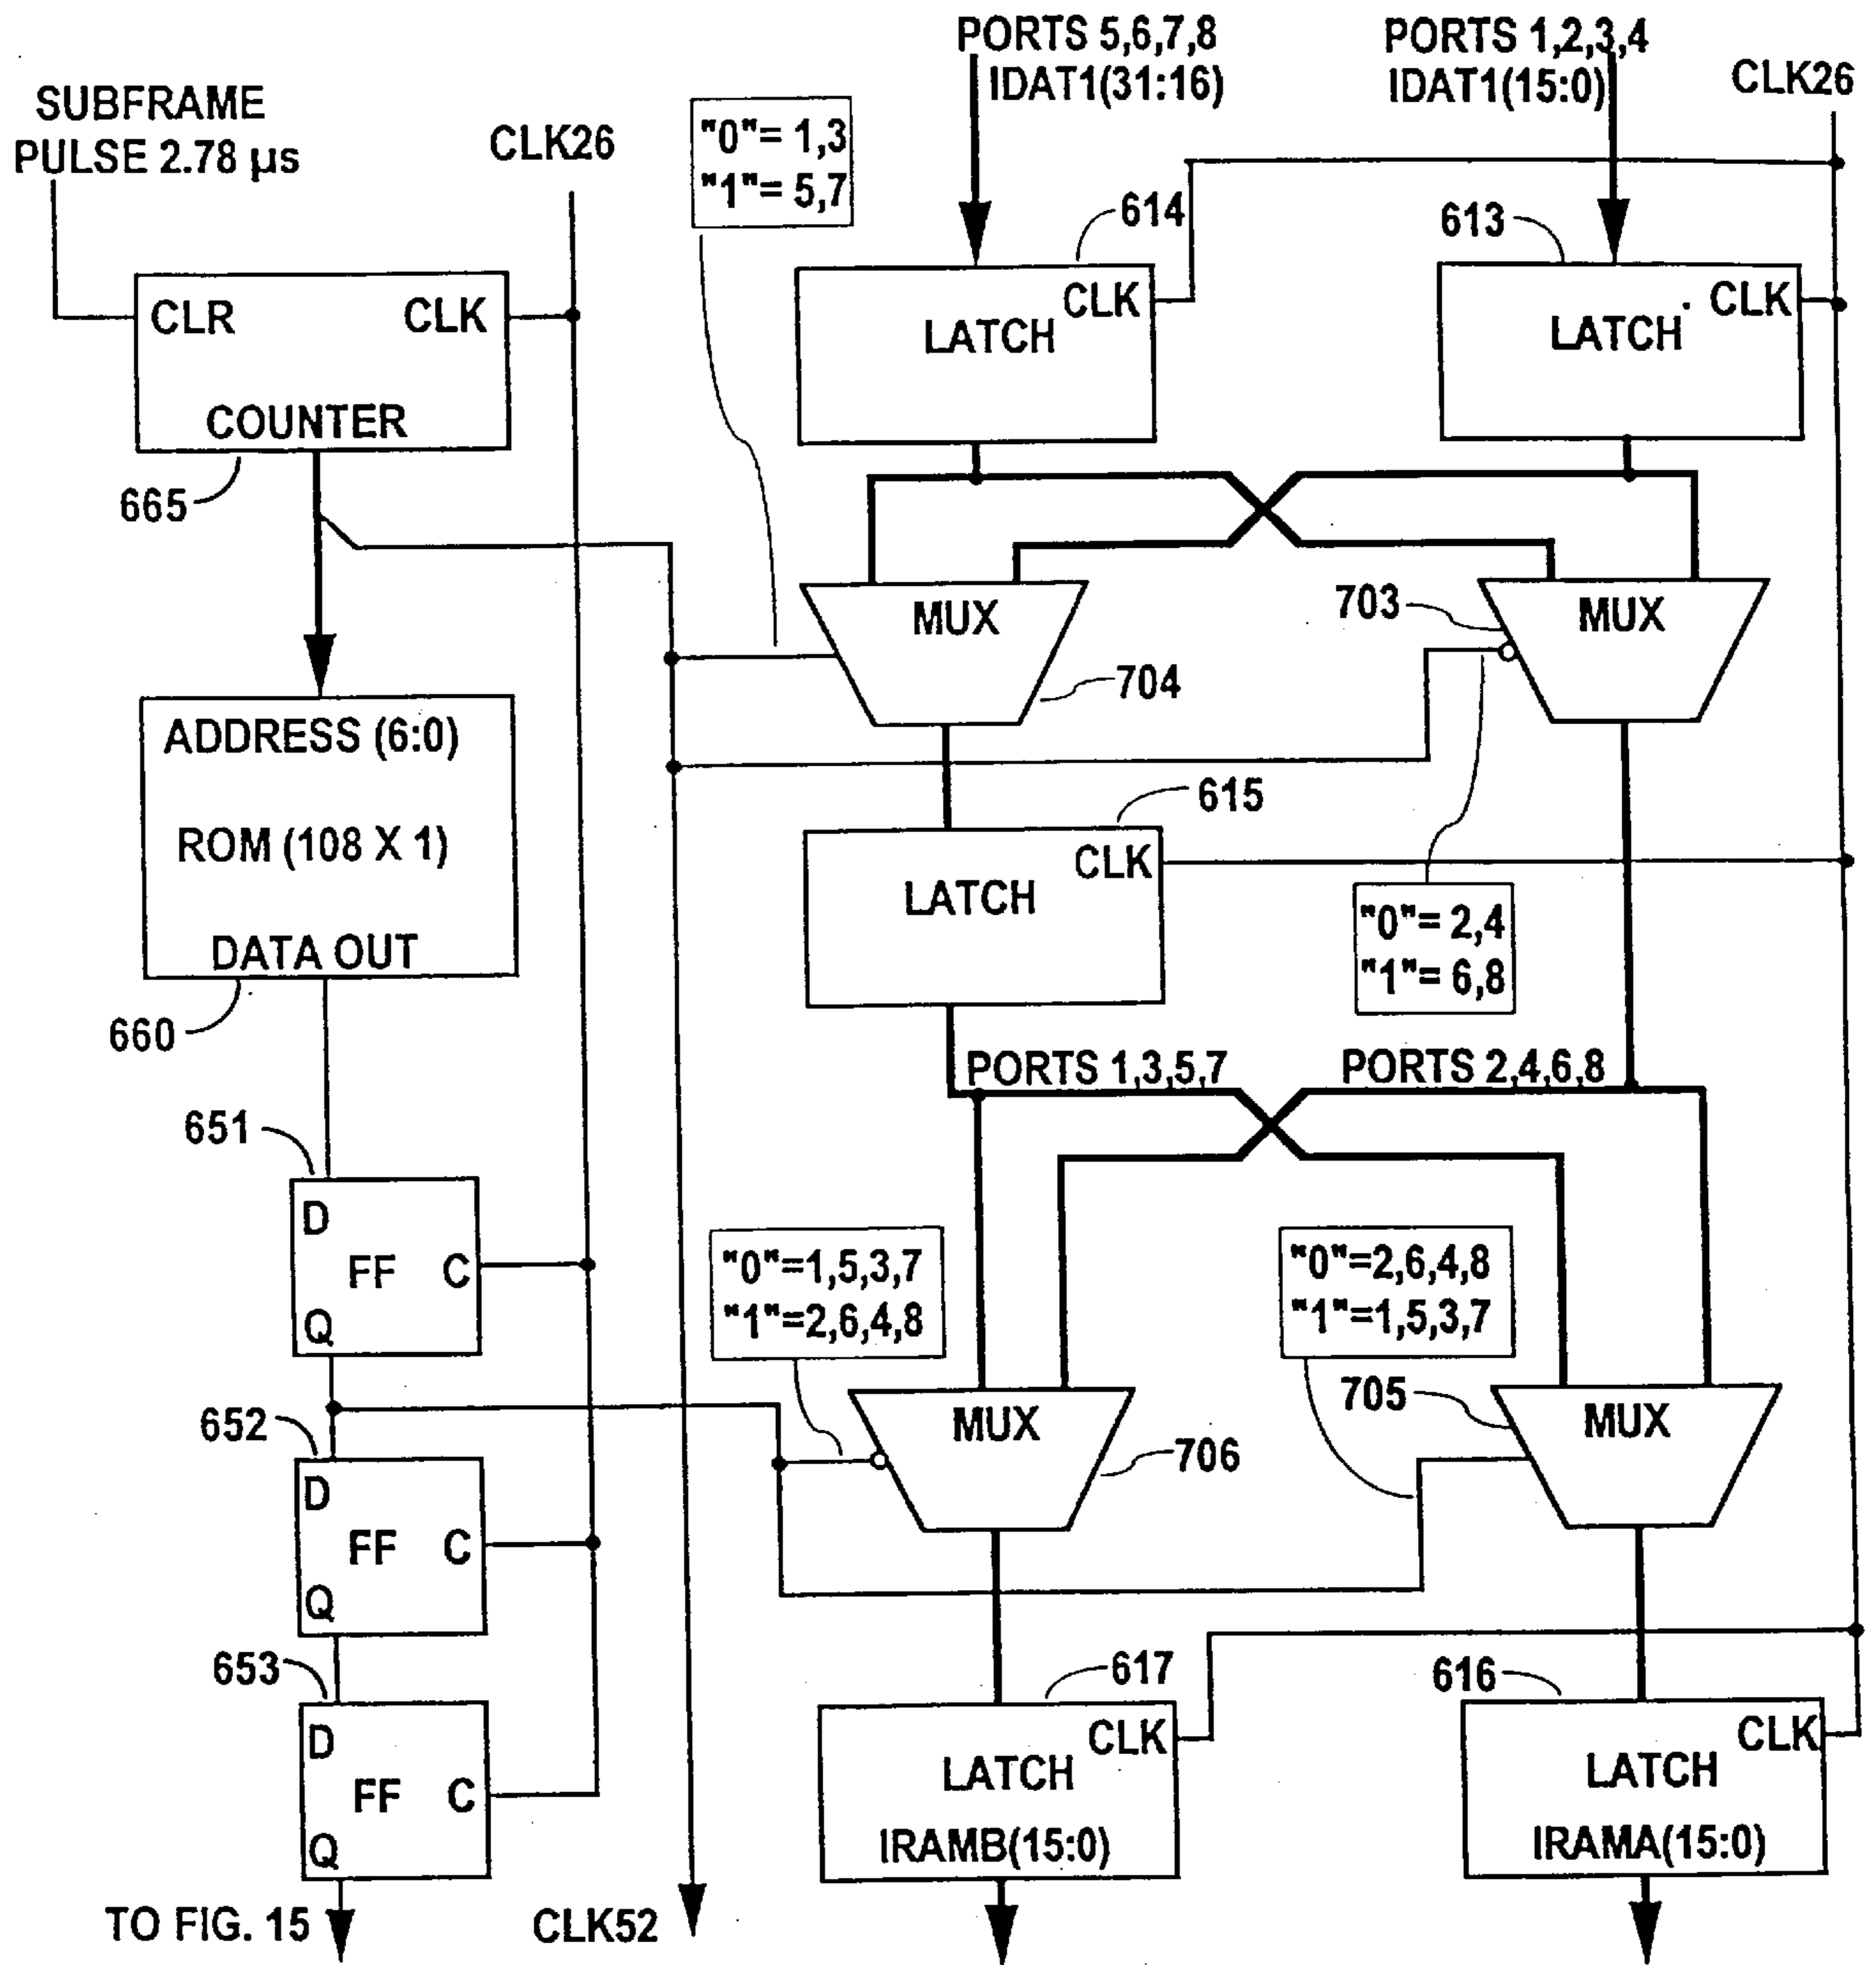 PORTS 5,6,7,8
IDAT1(31:16)
PORTS 1,2,3,4
IDAT1(15:0)
CLK26
SUBFRAME
PULSE 2.78 µs
CLK26
"0"= 1,3
"1"= 5,7
614
613
CLR
CLK
COUNTER
665
CLK
LATCH
CLK
LATCH
MUX
704
703
MUX
ADDRESS (6:0)
ROM (108 X 1)
DATA OUT
660
615
CLK
LATCH
"0"= 2,4
"1"= 6,8
PORTS 1,3,5,7
PORTS 2,4,6,8
651
D
FF
C
Q
"0"=1,5,3,7
"1"=2,6,4,8
"0"=2,6,4,8
"1"=1,5,3,7
652
D
FF
C
Q
MUX
706
705
MUX
653
D
FF
C
Q
617
CLK
LATCH
IRAMB(15:0)
616
CLK
LATCH
IRAMA(15:0)
TO FIG. 15
CLK52